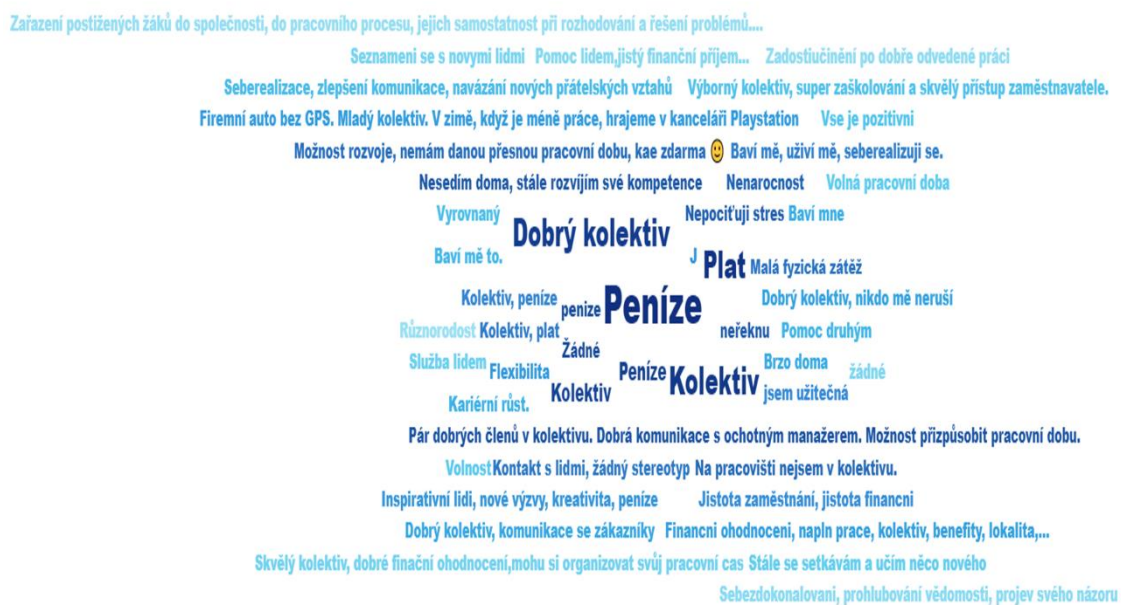 Zařazení postižených žáků do společnosti, do pracovního procesu, jejich samostatnost při rozhodování a řešení problémů....
Seznameni se s novymi lidmi Pomoc lidem,jistý finanční příjem... Zadostiučinění po dobře odvedené práci
Seberealizace, zlepšení komunikace, navázání nových přátelských vztahů Výborný kolektiv, super zaškolování a skvělý přístup zaměstnavatele.
Firemní auto bez GPS. Mladý kolektiv. V zimě, když je méně práce, hrajeme v kanceláři Playstation Vse je pozitivni
Možnost rozvoje, nemám danou přesnou pracovní dobu, kae zdarma 🙂 Baví mě, uživí mě, seberealizuji se.
Nesedím doma, stále rozvíjím své kompetence Nenarocnost Volná pracovní doba
Vyrovnaný Nepociťuji stres Baví mne
Dobrý kolektiv
Baví mě to. J Plat Malá fyzická zátěž
Kolektiv, peníze penize Peníze Dobrý kolektiv, nikdo mě neruší
Různorodost Kolektiv, plat neřeknu Pomoc druhým
Žádné
Služba lidem Flexibilita Peníze Kolektiv Brzo doma žádné
Kariérní růst. Kolektiv jsem užitečná
Pár dobrých členů v kolektivu. Dobrá komunikace s ochotným manažerem. Možnost přizpůsobit pracovní dobu.
Volnost Kontakt s lidmi, žádný stereotyp Na pracovišti nejsem v kolektivu.
Inspirativní lidi, nové výzvy, kreativita, peníze Jistota zaměstnání, jistota financni
Dobrý kolektiv, komunikace se zákazníky Financni ohodnoceni, napln prace, kolektiv, benefity, lokalita,...
Skvělý kolektiv, dobré finační ohodnocení,mohu si organizovat svůj pracovní cas Stále se setkávám a učím něco nového
Sebezdokonalovani, prohlubování vědomosti, projev svého názoru